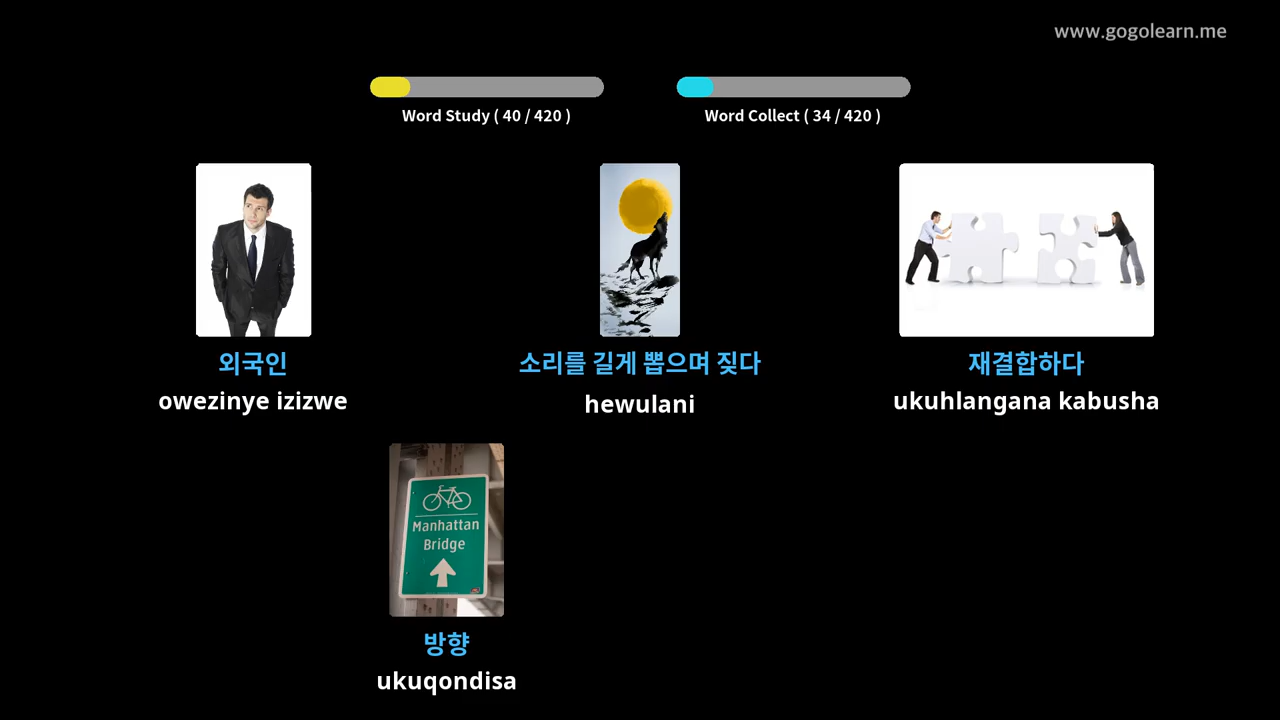 www.gogolearn.me
Word Study ( 40 / 420 )
Word Collect ( 34 / 420 )
외국인
owezinye izizwe
소리를 길게 뽑으며 짖다
hewulani
재결합하다
ukuhlangana kabusha
Manhattan
Bridge
방향
ukuqondisa